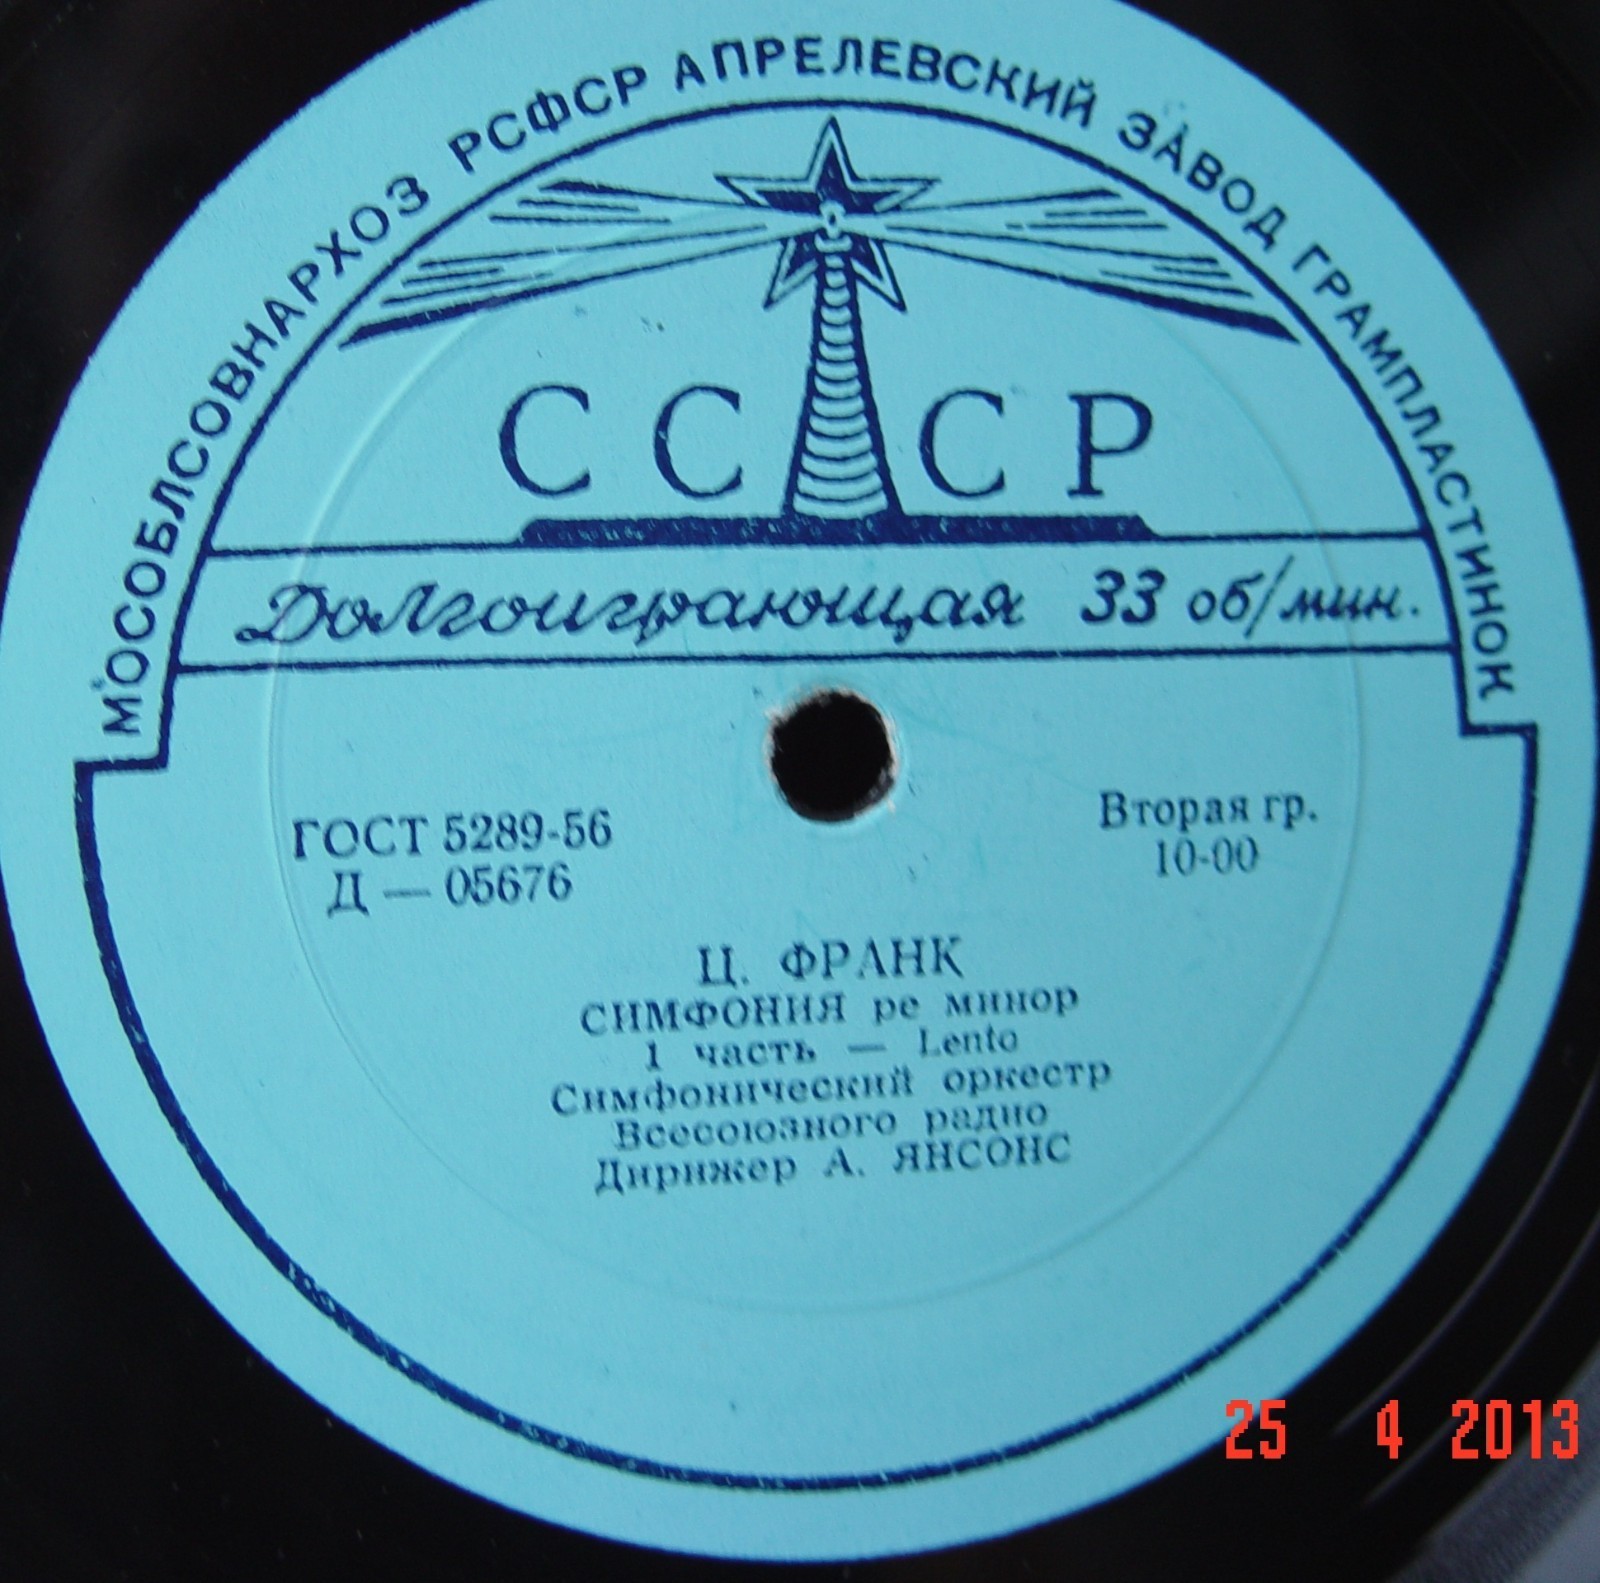 МОСОБЛСОВНАРХОЗ РСФСР АПРЕЛЕВСКИЙ ЗАВОД ГРАМПЛАСТИНОК
СССР
Долгоиграющая 33 об/мин.
ГОСТ 5289-56
Д — 05676
Вторая гр.
10-00
Ц. ФРАНК
СИМФОНИЯ ре минор
1 часть — Lento
Симфонический оркестр
Всесоюзного радио
Дирижер А. ЯНСОНС
25 4 2013